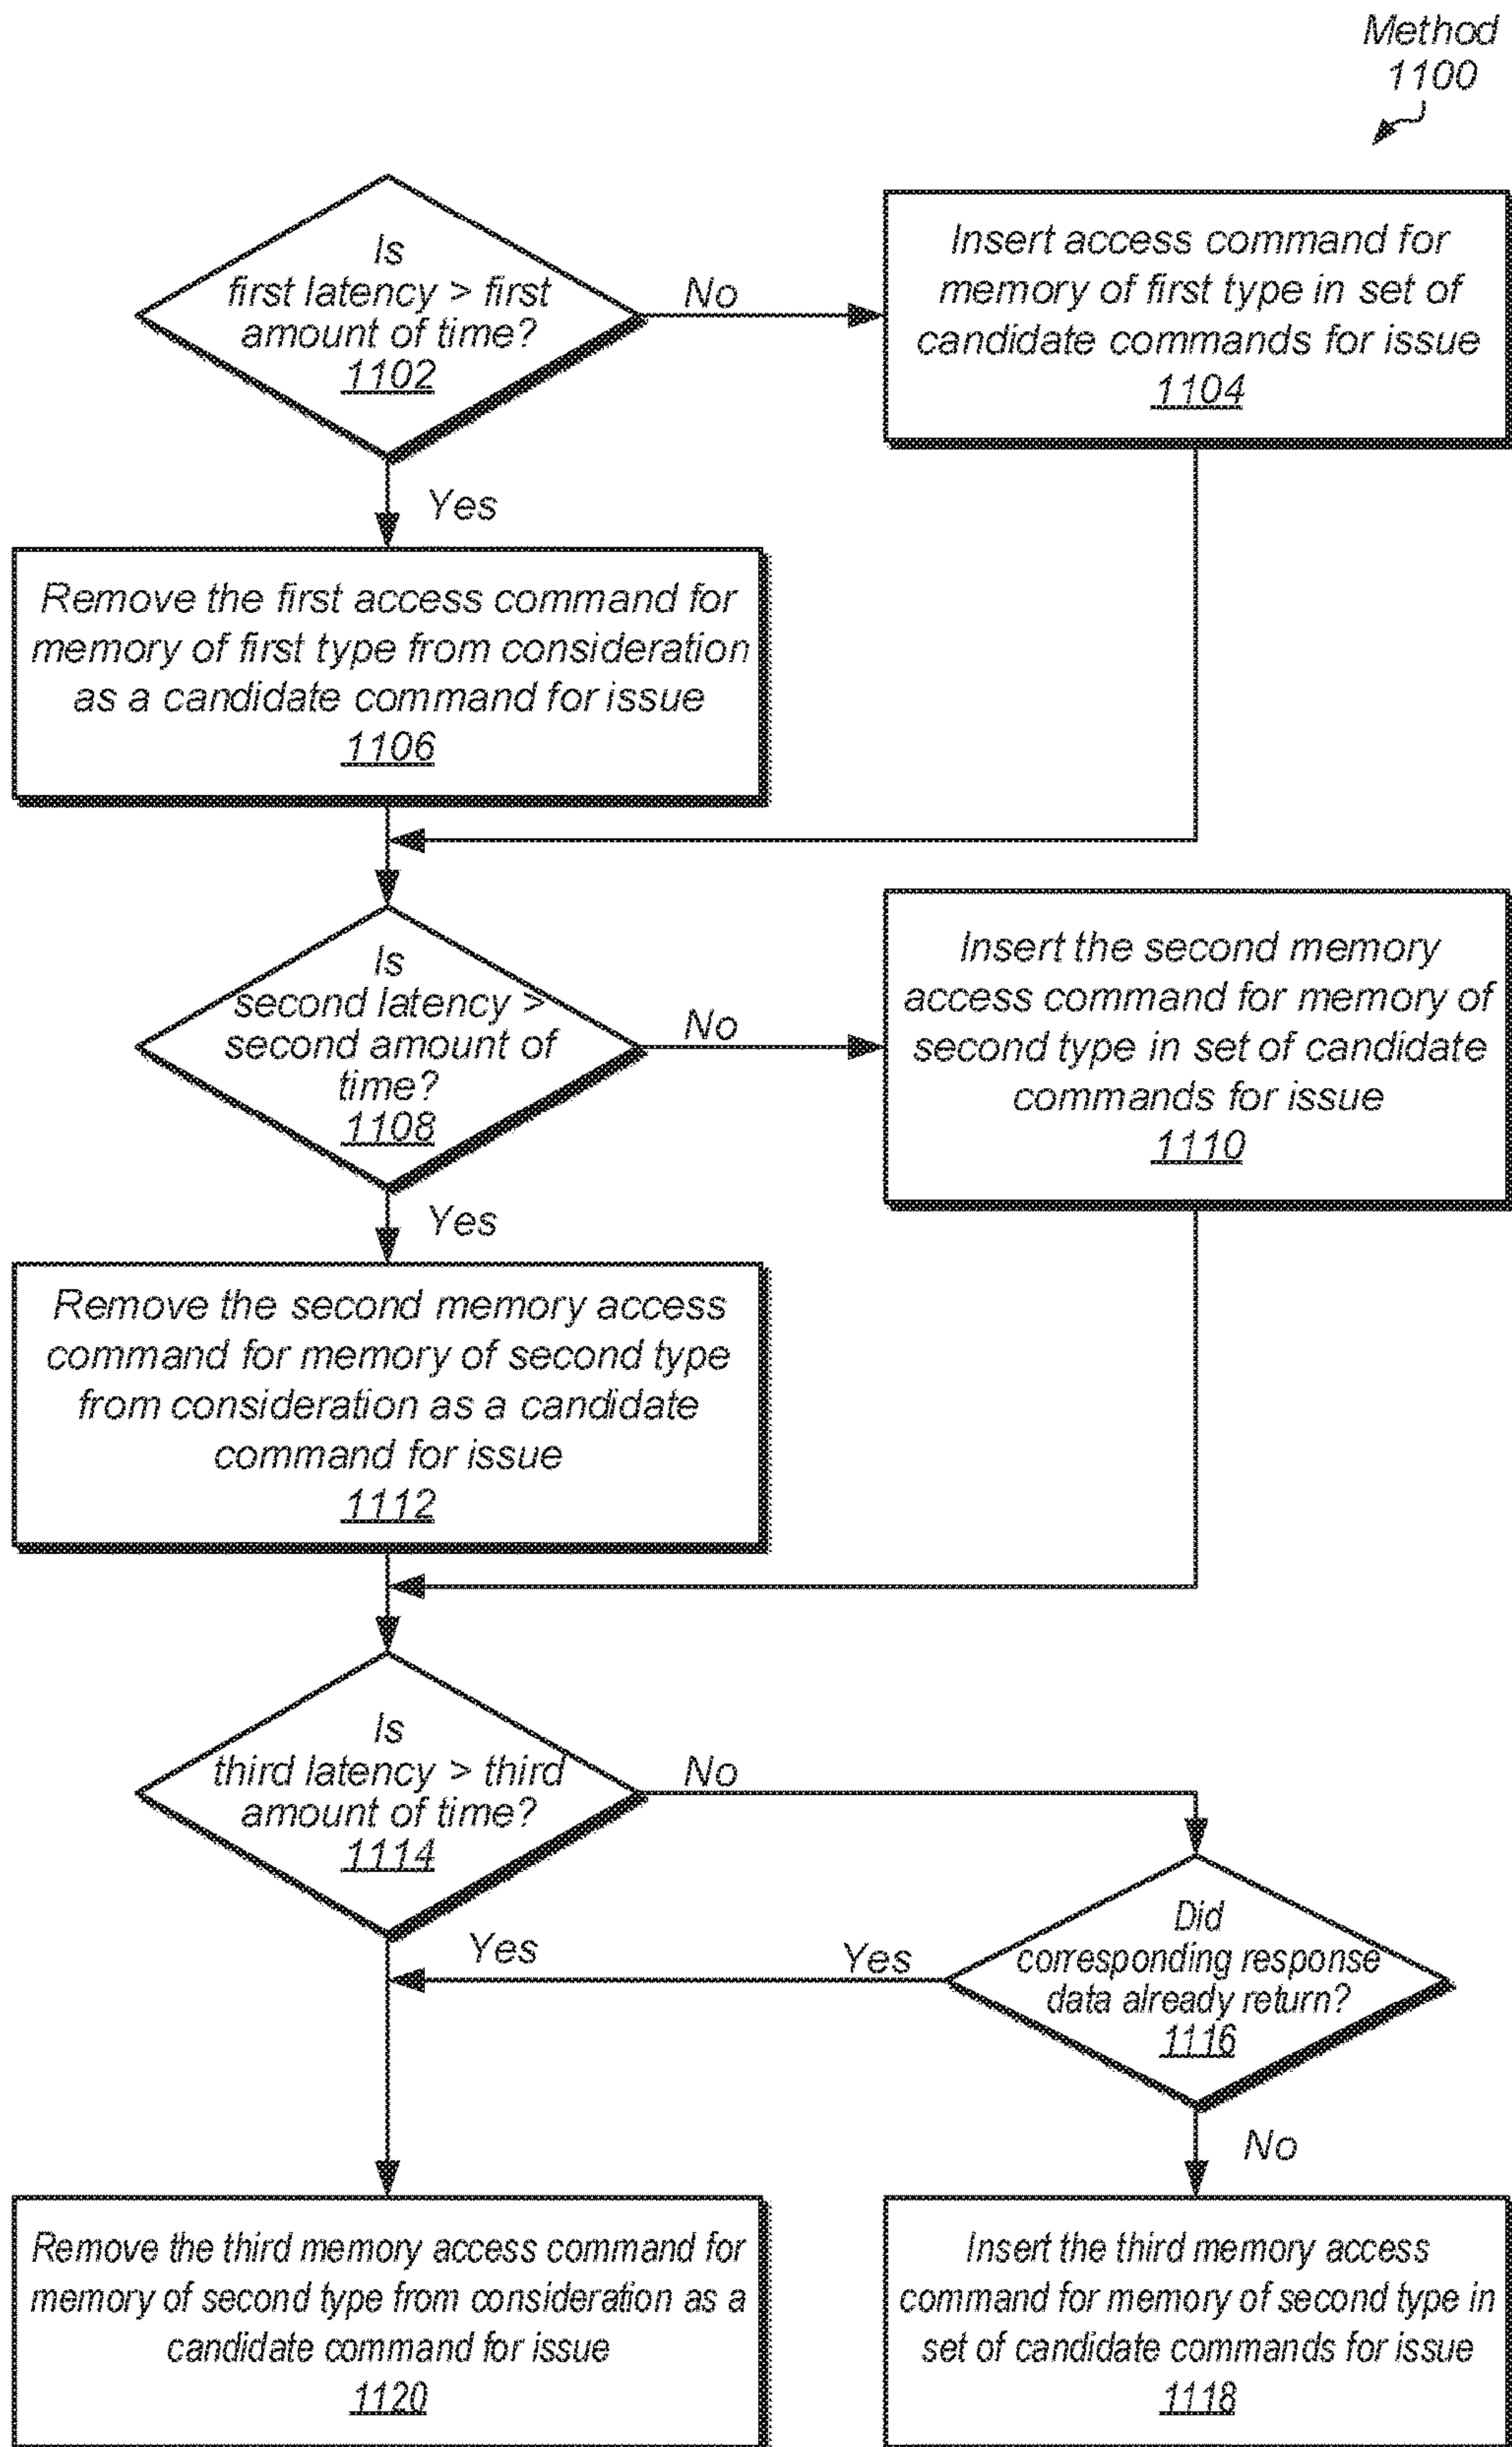 Method
1100
Is
first latency > first
amount of time?
1102
No
Insert access command for
memory of first type in set of
candidate commands for issue
1104
Yes
Remove the first access command for
memory of first type from consideration
as a candidate command for issue
1106
Is
second latency >
second amount of
time?
1108
No
Insert the second memory
access command for memory of
second type in set of candidate
commands for issue
1110
Yes
Remove the second memory access
command for memory of second type
from consideration as a candidate
command for issue
1112
Is
third latency > third
amount of time?
1114
No
Did
corresponding response
data already return?
1116
Yes
Yes
No
Remove the third memory access command for
memory of second type from consideration as a
candidate command for issue
1120
Insert the third memory access
command for memory of second type in
set of candidate commands for issue
1118